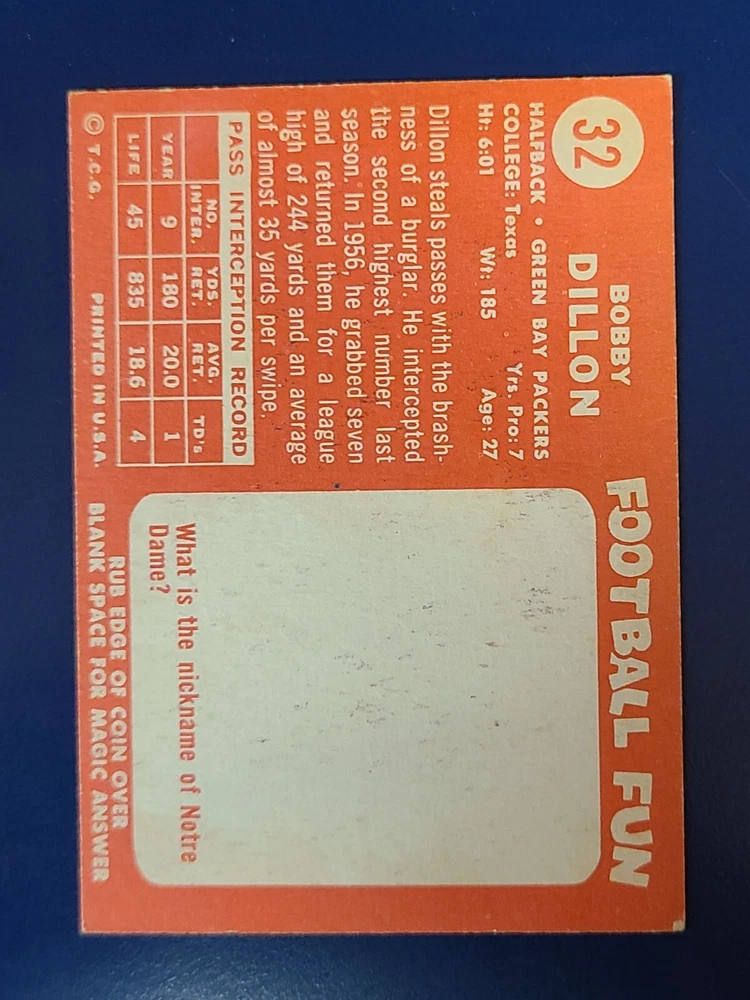 32
BOBBY
DILLON
HALFBACK • GREEN BAY PACKERS
COLLEGE: Texas Yrs. Pro: 7
Ht: 6:01 Wt: 185 Age: 27
Dillon steals passes with the brash-
ness of a burglar. He intercepted
the second highest number last
season. In 1956, he grabbed seven
and returned them for a league
high of 244 yards and an average
of almost 35 yards per swipe.
PASS INTERCEPTION RECORD
NO. INTER. YDS. RET. AVG. RET. TD's
YEAR 9 180 20.0 1
LIFE 45 835 18.6 4
© T.C.G. PRINTED IN U.S.A.
FOOTBALL FUN
What is the nickname of Notre
Dame?
RUB EDGE OF COIN OVER
BLANK SPACE FOR MAGIC ANSWER